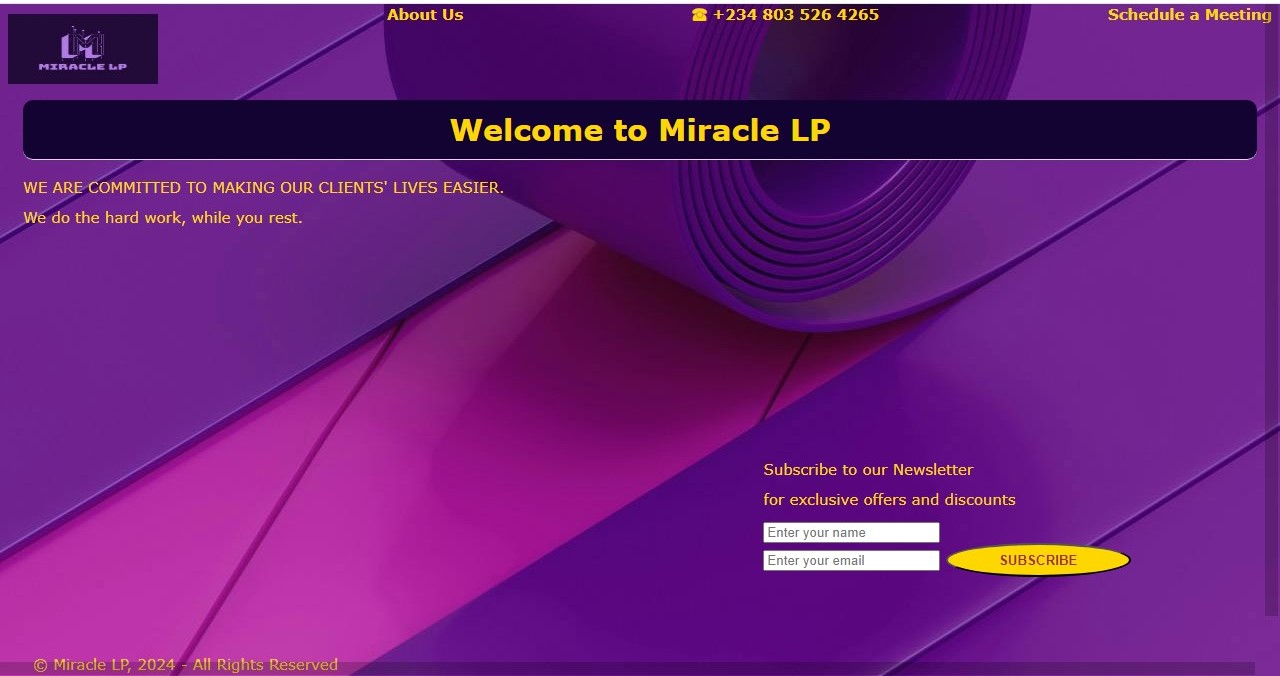 About Us
☎ +234 803 526 4265
Schedule a Meeting
MIRACLE LP
Welcome to Miracle LP
WE ARE COMMITTED TO MAKING OUR CLIENTS' LIVES EASIER.
We do the hard work, while you rest.
Subscribe to our Newsletter
for exclusive offers and discounts
Enter your name
Enter your email
SUBSCRIBE
© Miracle LP, 2024 - All Rights Reserved